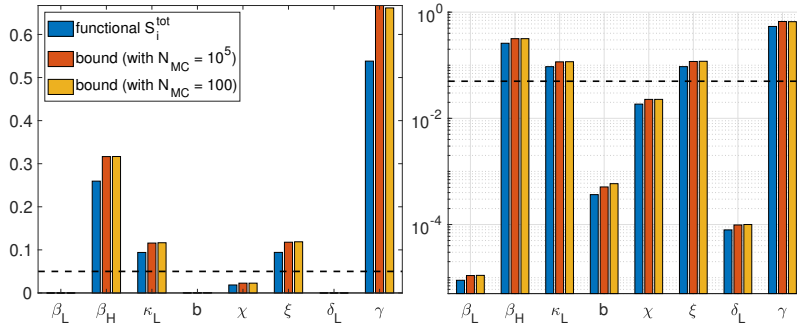 functional S_i^tot
bound (with N_MC = 10^5)
bound (with N_MC = 100)
0.6
0.5
0.4
0.3
0.2
0.1
0
β_L β_H κ_L b χ ξ δ_L γ
10^0
10^-2
10^-4
β_L β_H κ_L b χ ξ δ_L γ